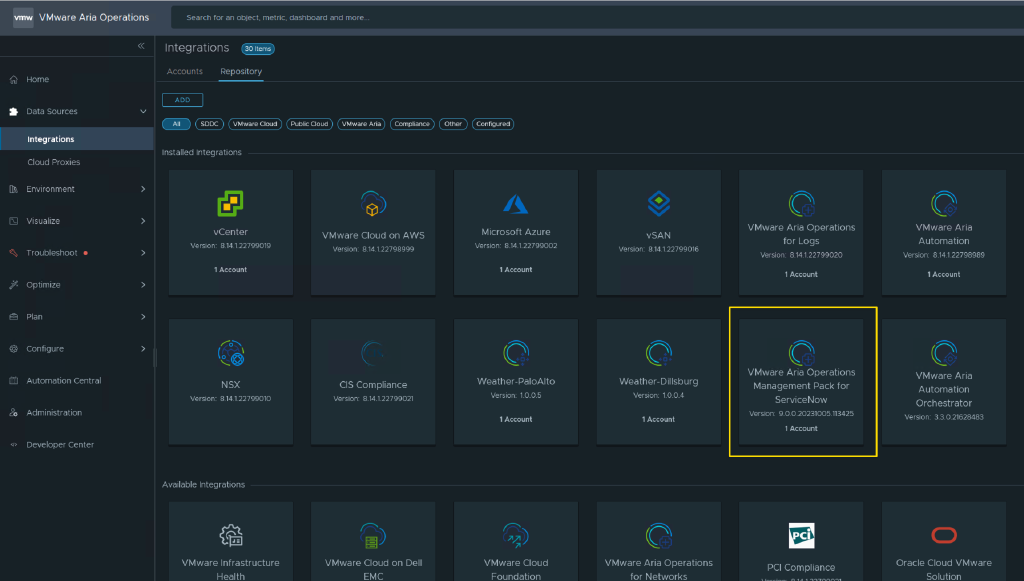 vmw VMware Aria Operations
Search for an object, metric, dashboard and more...
Integrations 30 Items
Accounts Repository
ADD
All SDDC VMware Cloud Public Cloud VMware Aria Compliance Other Configured
Home
Data Sources
Integrations
Cloud Proxies
Environment
Visualize
Troubleshoot
Optimize
Plan
Configure
Automation Central
Administration
Developer Center
Installed Integrations
vCenter
Version: 8.14.1.22799019
1 Account
VMware Cloud on AWS
Version: 8.14.1.22798999
Microsoft Azure
Version: 8.14.1.22799002
1 Account
vSAN
Version: 8.14.1.22799016
VMware Aria Operations
for Logs
Version: 8.14.1.22799020
1 Account
VMware Aria
Automation
Version: 8.14.1.22798989
1 Account
NSX
Version: 8.14.1.22799010
CIS Compliance
Version: 8.14.1.22799021
Weather-PaloAlto
Version: 1.0.0.5
1 Account
Weather-Dillsburg
Version: 1.0.0.4
1 Account
VMware Aria Operations
Management Pack for
ServiceNow
Version: 9.0.0.20231005.113425
1 Account
VMware Aria
Automation
Orchestrator
Version: 3.3.0.21628483
Available Integrations
VMware Infrastructure
Health
VMware Cloud on Dell
EMC
VMware Cloud
Foundation
VMware Aria Operations
for Networks
PCI
PCI Compliance
Oracle Cloud VMware
Solution